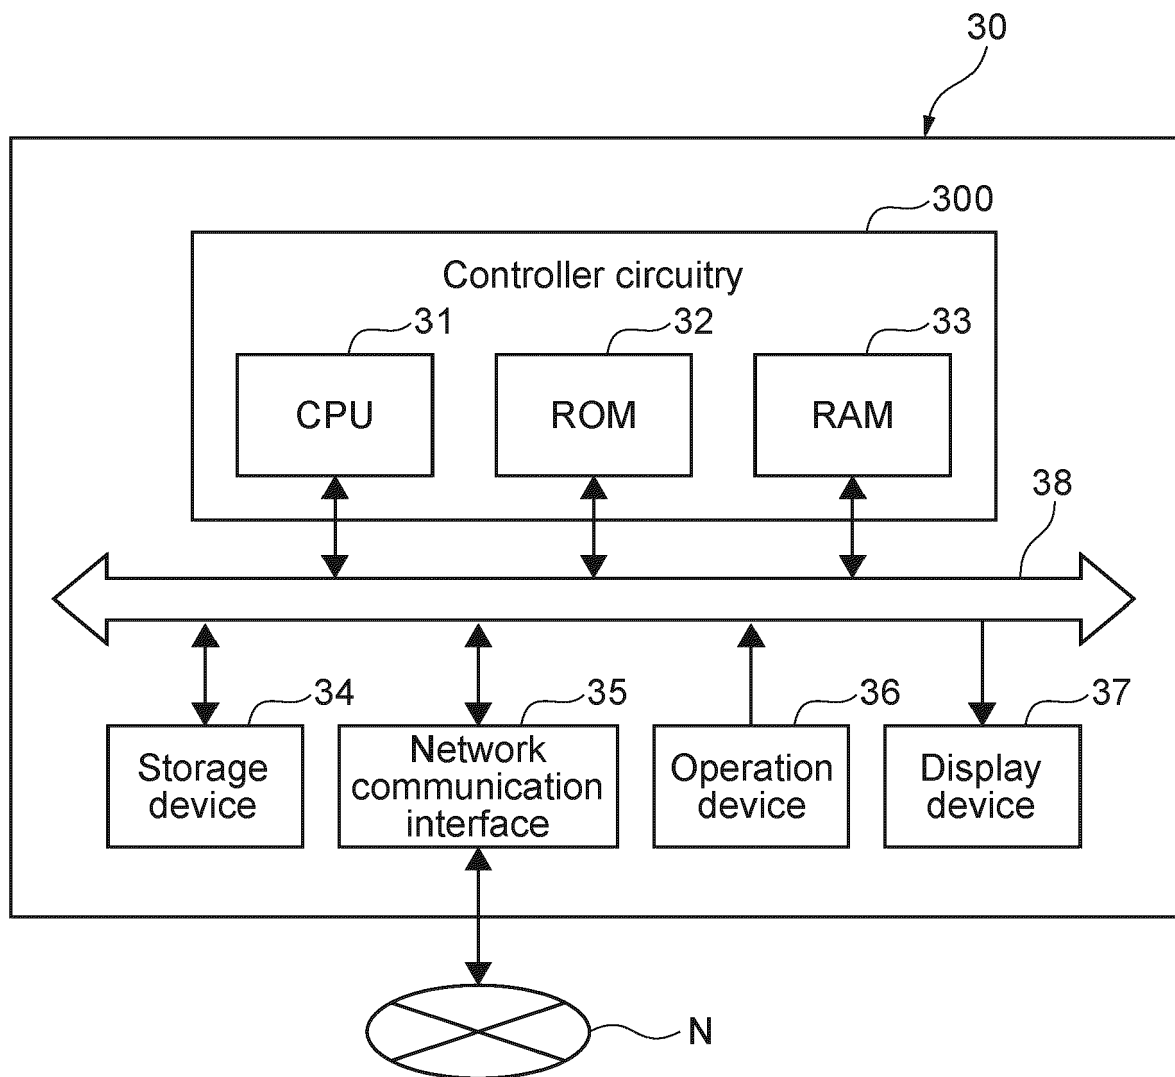 30
300
Controller circuitry
31
32
33
CPU
ROM
RAM
38
34
35
36
37
Storage
device
Network
communication
interface
Operation
device
Display
device
N